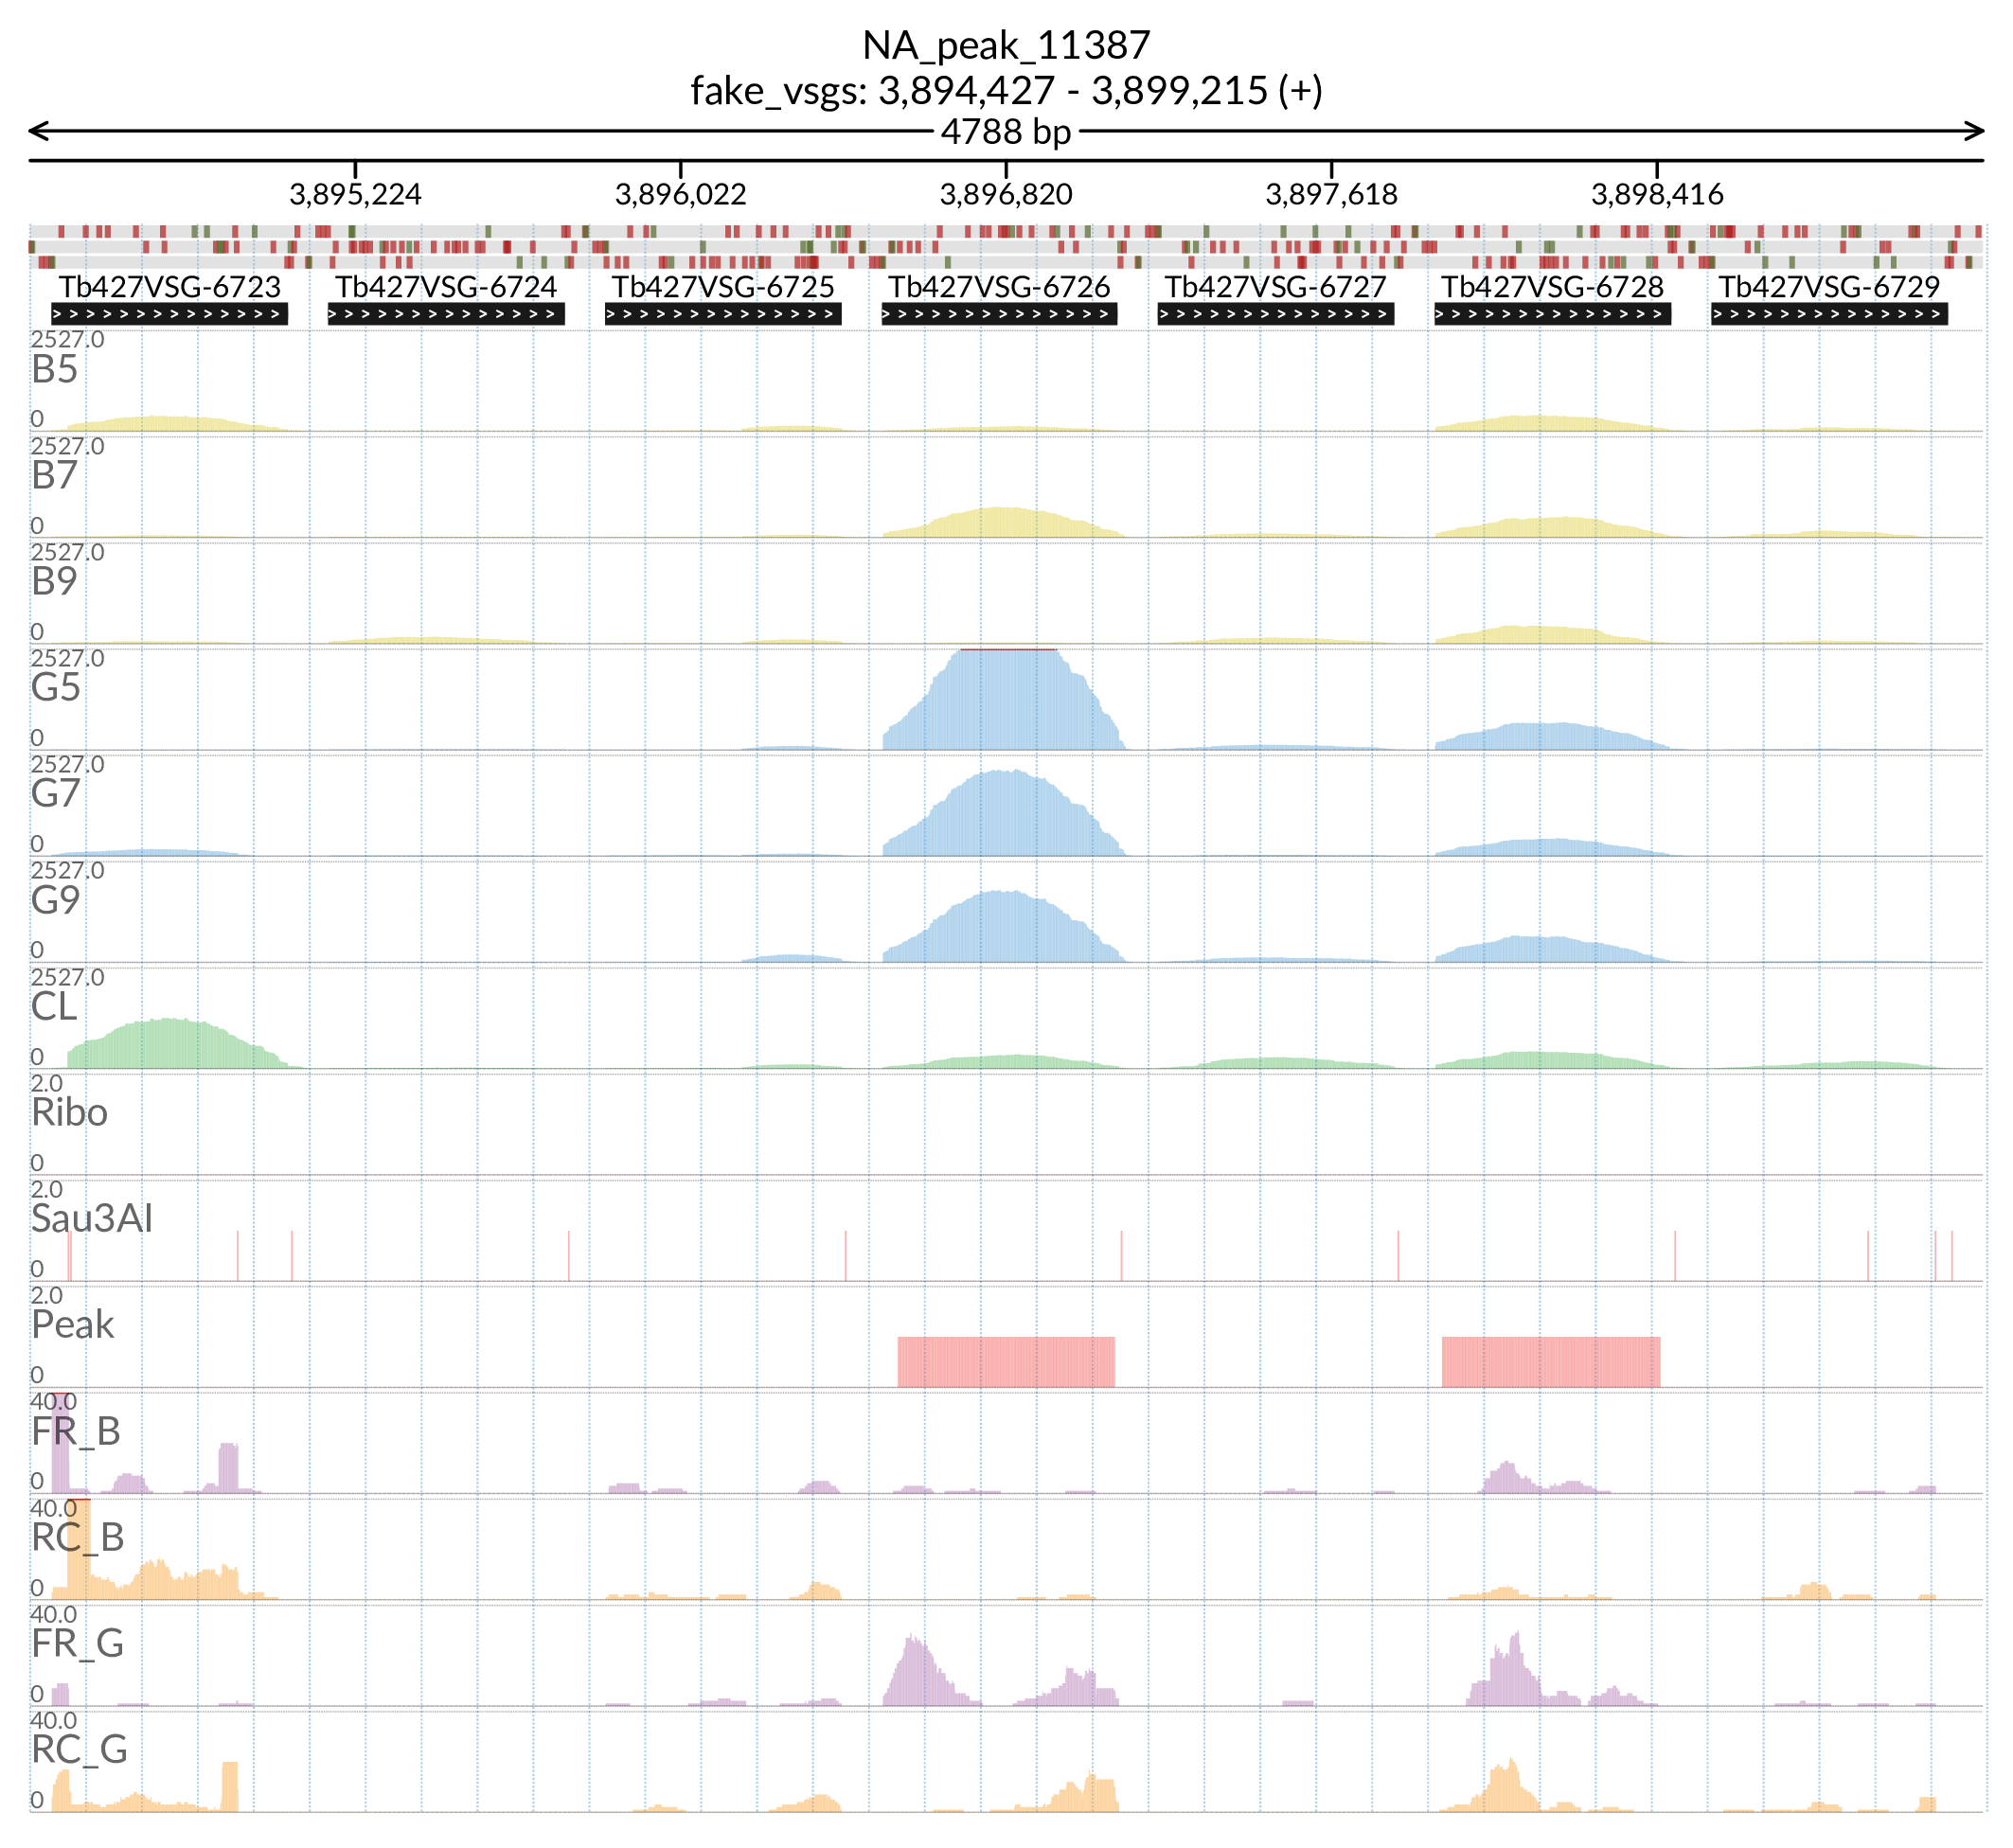 NA_peak_11387
fake_vsgs: 3,894,427 - 3,899,215 (+)
4788 bp
3,895,224 3,896,022 3,896,820 3,897,618 3,898,416
Tb427VSG-6723 Tb427VSG-6724 Tb427VSG-6725 Tb427VSG-6726 Tb427VSG-6727 Tb427VSG-6728 Tb427VSG-6729
2527.0
B5
0
2527.0
B7
0
2527.0
B9
0
2527.0
G5
0
2527.0
G7
0
2527.0
G9
0
2527.0
CL
0
2.0
Ribo
0
2.0
Sau3AI
0
2.0
Peak
0
40.0
FR_B
0
40.0
RC_B
0
40.0
FR_G
0
40.0
RC_G
0